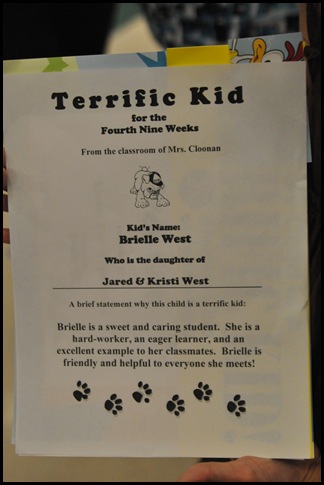 Terrific Kid
for the
Fourth Nine Weeks
From the classroom of Mrs. Cloonan
Kid's Name:
Brielle West
Who is the daughter of
Jared & Kristi West
A brief statement why this child is a terrific kid:
Brielle is a sweet and caring student. She is a
hard-worker, an eager learner, and an
excellent example to her classmates. Brielle is
friendly and helpful to everyone she meets!